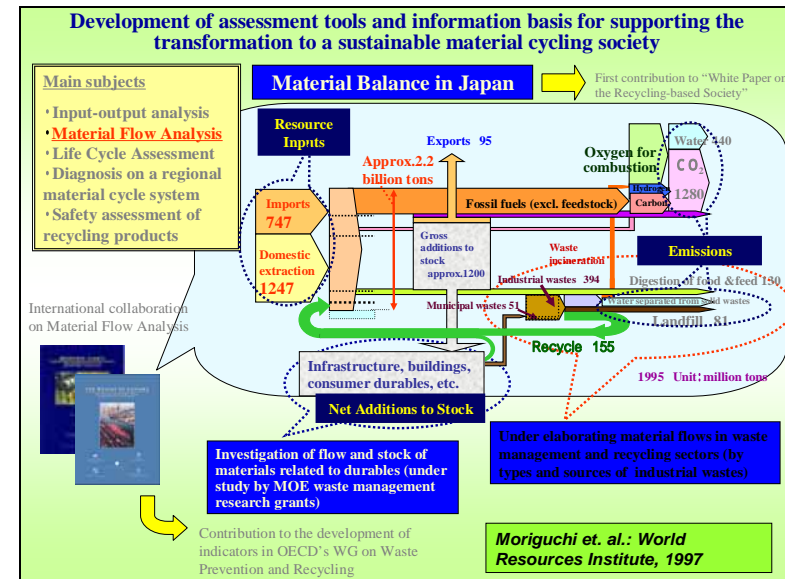 Development of assessment tools and information basis for supporting the
transformation to a sustainable material cycling society
Main subjects
・Input-output analysis
・Material Flow Analysis
・Life Cycle Assessment
・Diagnosis on a regional
material cycle system
・Safety assessment of
recycling products
Material Balance in Japan
First contribution to “White Paper on
the Recycling-based Society”
Resource
Inputs
Approx.2.2
billion tons
Exports 95
Oxygen for
combustion
Water 440
CO2
1280
Hydrogen
Carbon
Imports
747
Fossil fuels (excl. feedstock)
Domestic
extraction
1247
Gross
additions to
stock
approx.1200
Waste
incineration
Emissions
Industrial wastes 394
Digestion of food &feed 130
Municipal wastes 51
Water separated from solid wastes
Landfill 81
Recycle 155
International collaboration
on Material Flow Analysis
Infrastructure, buildings,
consumer durables, etc.
1995 Unit:million tons
Net Additions to Stock
Investigation of flow and stock of
materials related to durables (under
study by MOE waste management
research grants)
Under elaborating material flows in waste
management and recycling sectors (by
types and sources of industrial wastes)
Contribution to the development of
indicators in OECD’s WG on Waste
Prevention and Recycling
Moriguchi et. al.: World
Resources Institute, 1997